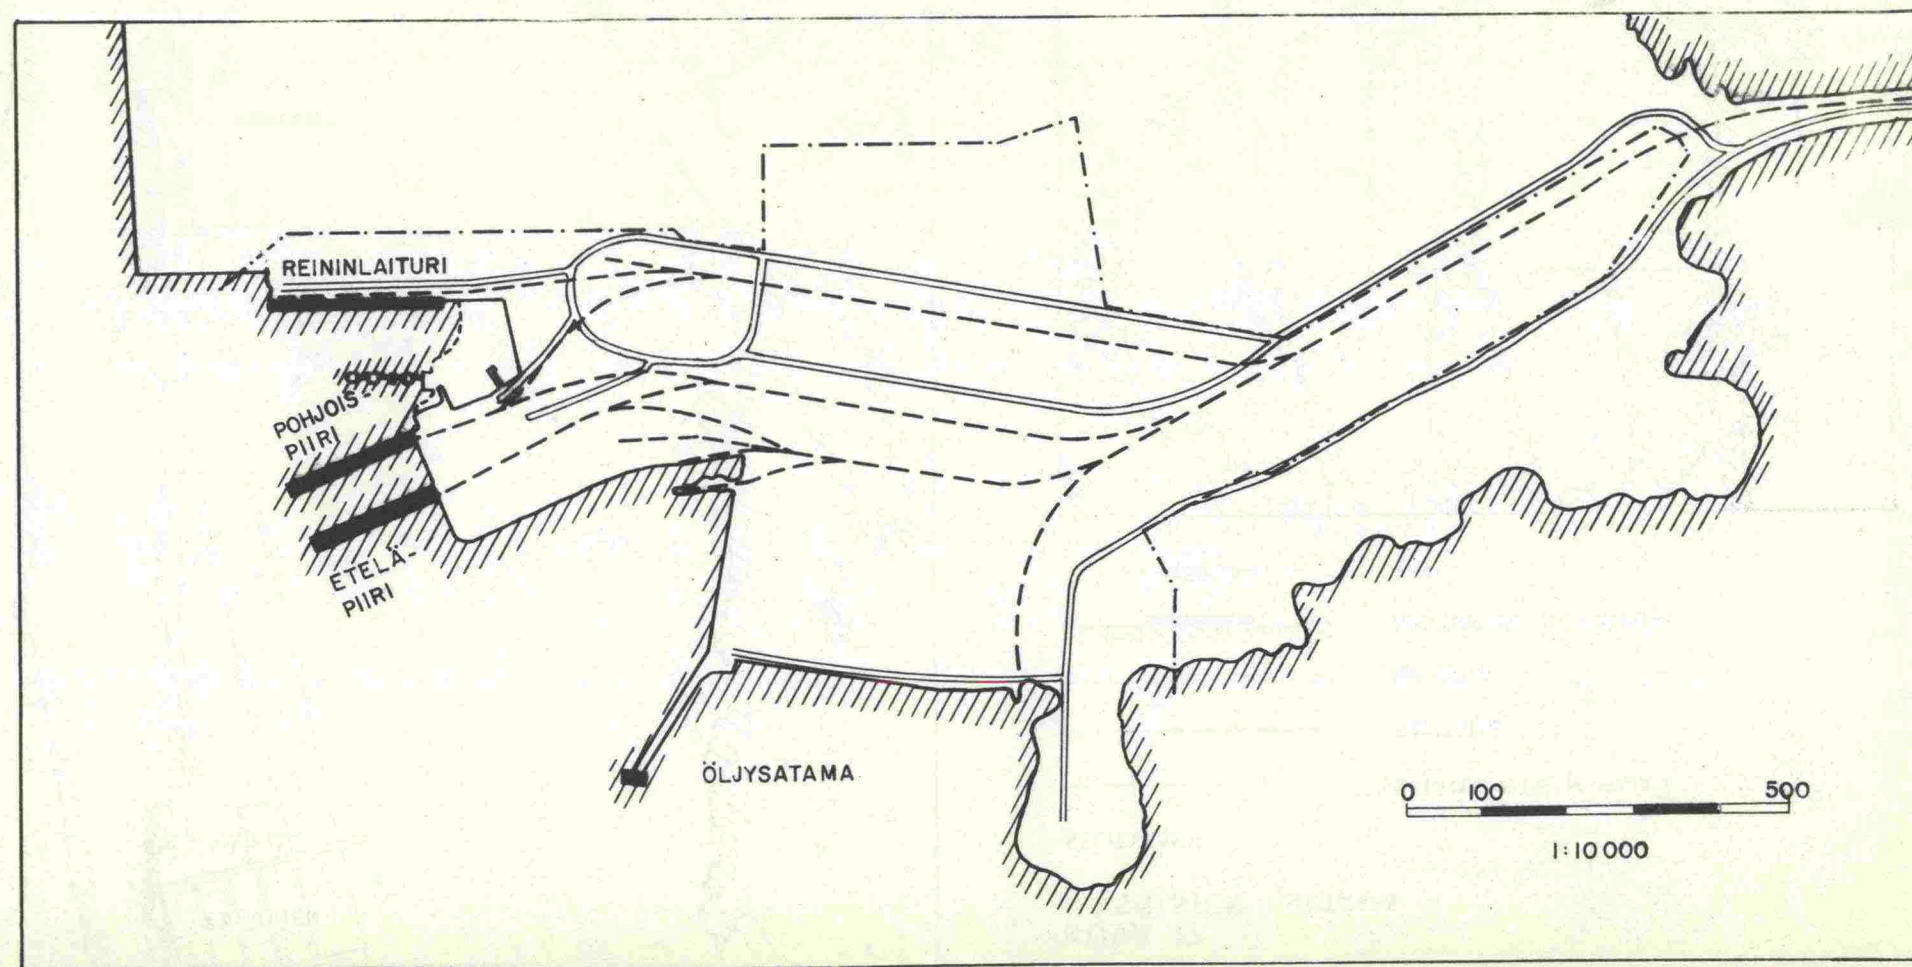 REININLAITURI
POHJOIS-
PIIRI
ETELÄ-
PIIRI
ÖLJYSATAMA
0 100 500
1:10 000